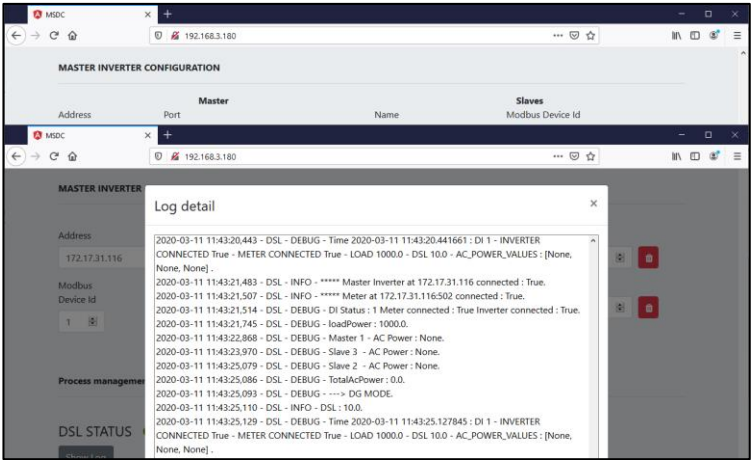 MSDC
192.168.3.180
MASTER INVERTER CONFIGURATION
Master Slaves
Address Port Name Modbus Device Id
MSDC
192.168.3.180
MASTER INVERTER
Log detail
Address
172.17.31.116
Modbus
Device Id
1
Process managemen
DSL STATUS
Show Log
2020-03-11 11:43:20,443 - DSL - DEBUG - Time 2020-03-11 11:43:20.441661 : DI 1 - INVERTER
CONNECTED True - METER CONNECTED True - LOAD 1000.0 - DSL 10.0 - AC_POWER_VALUES : [None,
None, None] .
2020-03-11 11:43:21,483 - DSL - INFO - ***** Master Inverter at 172.17.31.116 connected : True.
2020-03-11 11:43:21,507 - DSL - INFO - ***** Meter at 172.17.31.116:502 connected : True.
2020-03-11 11:43:21,514 - DSL - DEBUG - DI Status : 1 Meter connected : True Inverter connected : True.
2020-03-11 11:43:21,745 - DSL - DEBUG - loadPower : 1000.0.
2020-03-11 11:43:22,868 - DSL - DEBUG - Master 1 - AC Power : None.
2020-03-11 11:43:23,970 - DSL - DEBUG - Slave 3 - AC Power : None.
2020-03-11 11:43:25,079 - DSL - DEBUG - Slave 2 - AC Power : None.
2020-03-11 11:43:25,086 - DSL - DEBUG - TotalAcPower : 0.0.
2020-03-11 11:43:25,093 - DSL - DEBUG - ---> DG MODE.
2020-03-11 11:43:25,110 - DSL - INFO - DSL : 10.0.
2020-03-11 11:43:25,129 - DSL - DEBUG - Time 2020-03-11 11:43:25.127845 : DI 1 - INVERTER
CONNECTED True - METER CONNECTED True - LOAD 1000.0 - DSL 10.0 - AC_POWER_VALUES : [None,
None, None] .